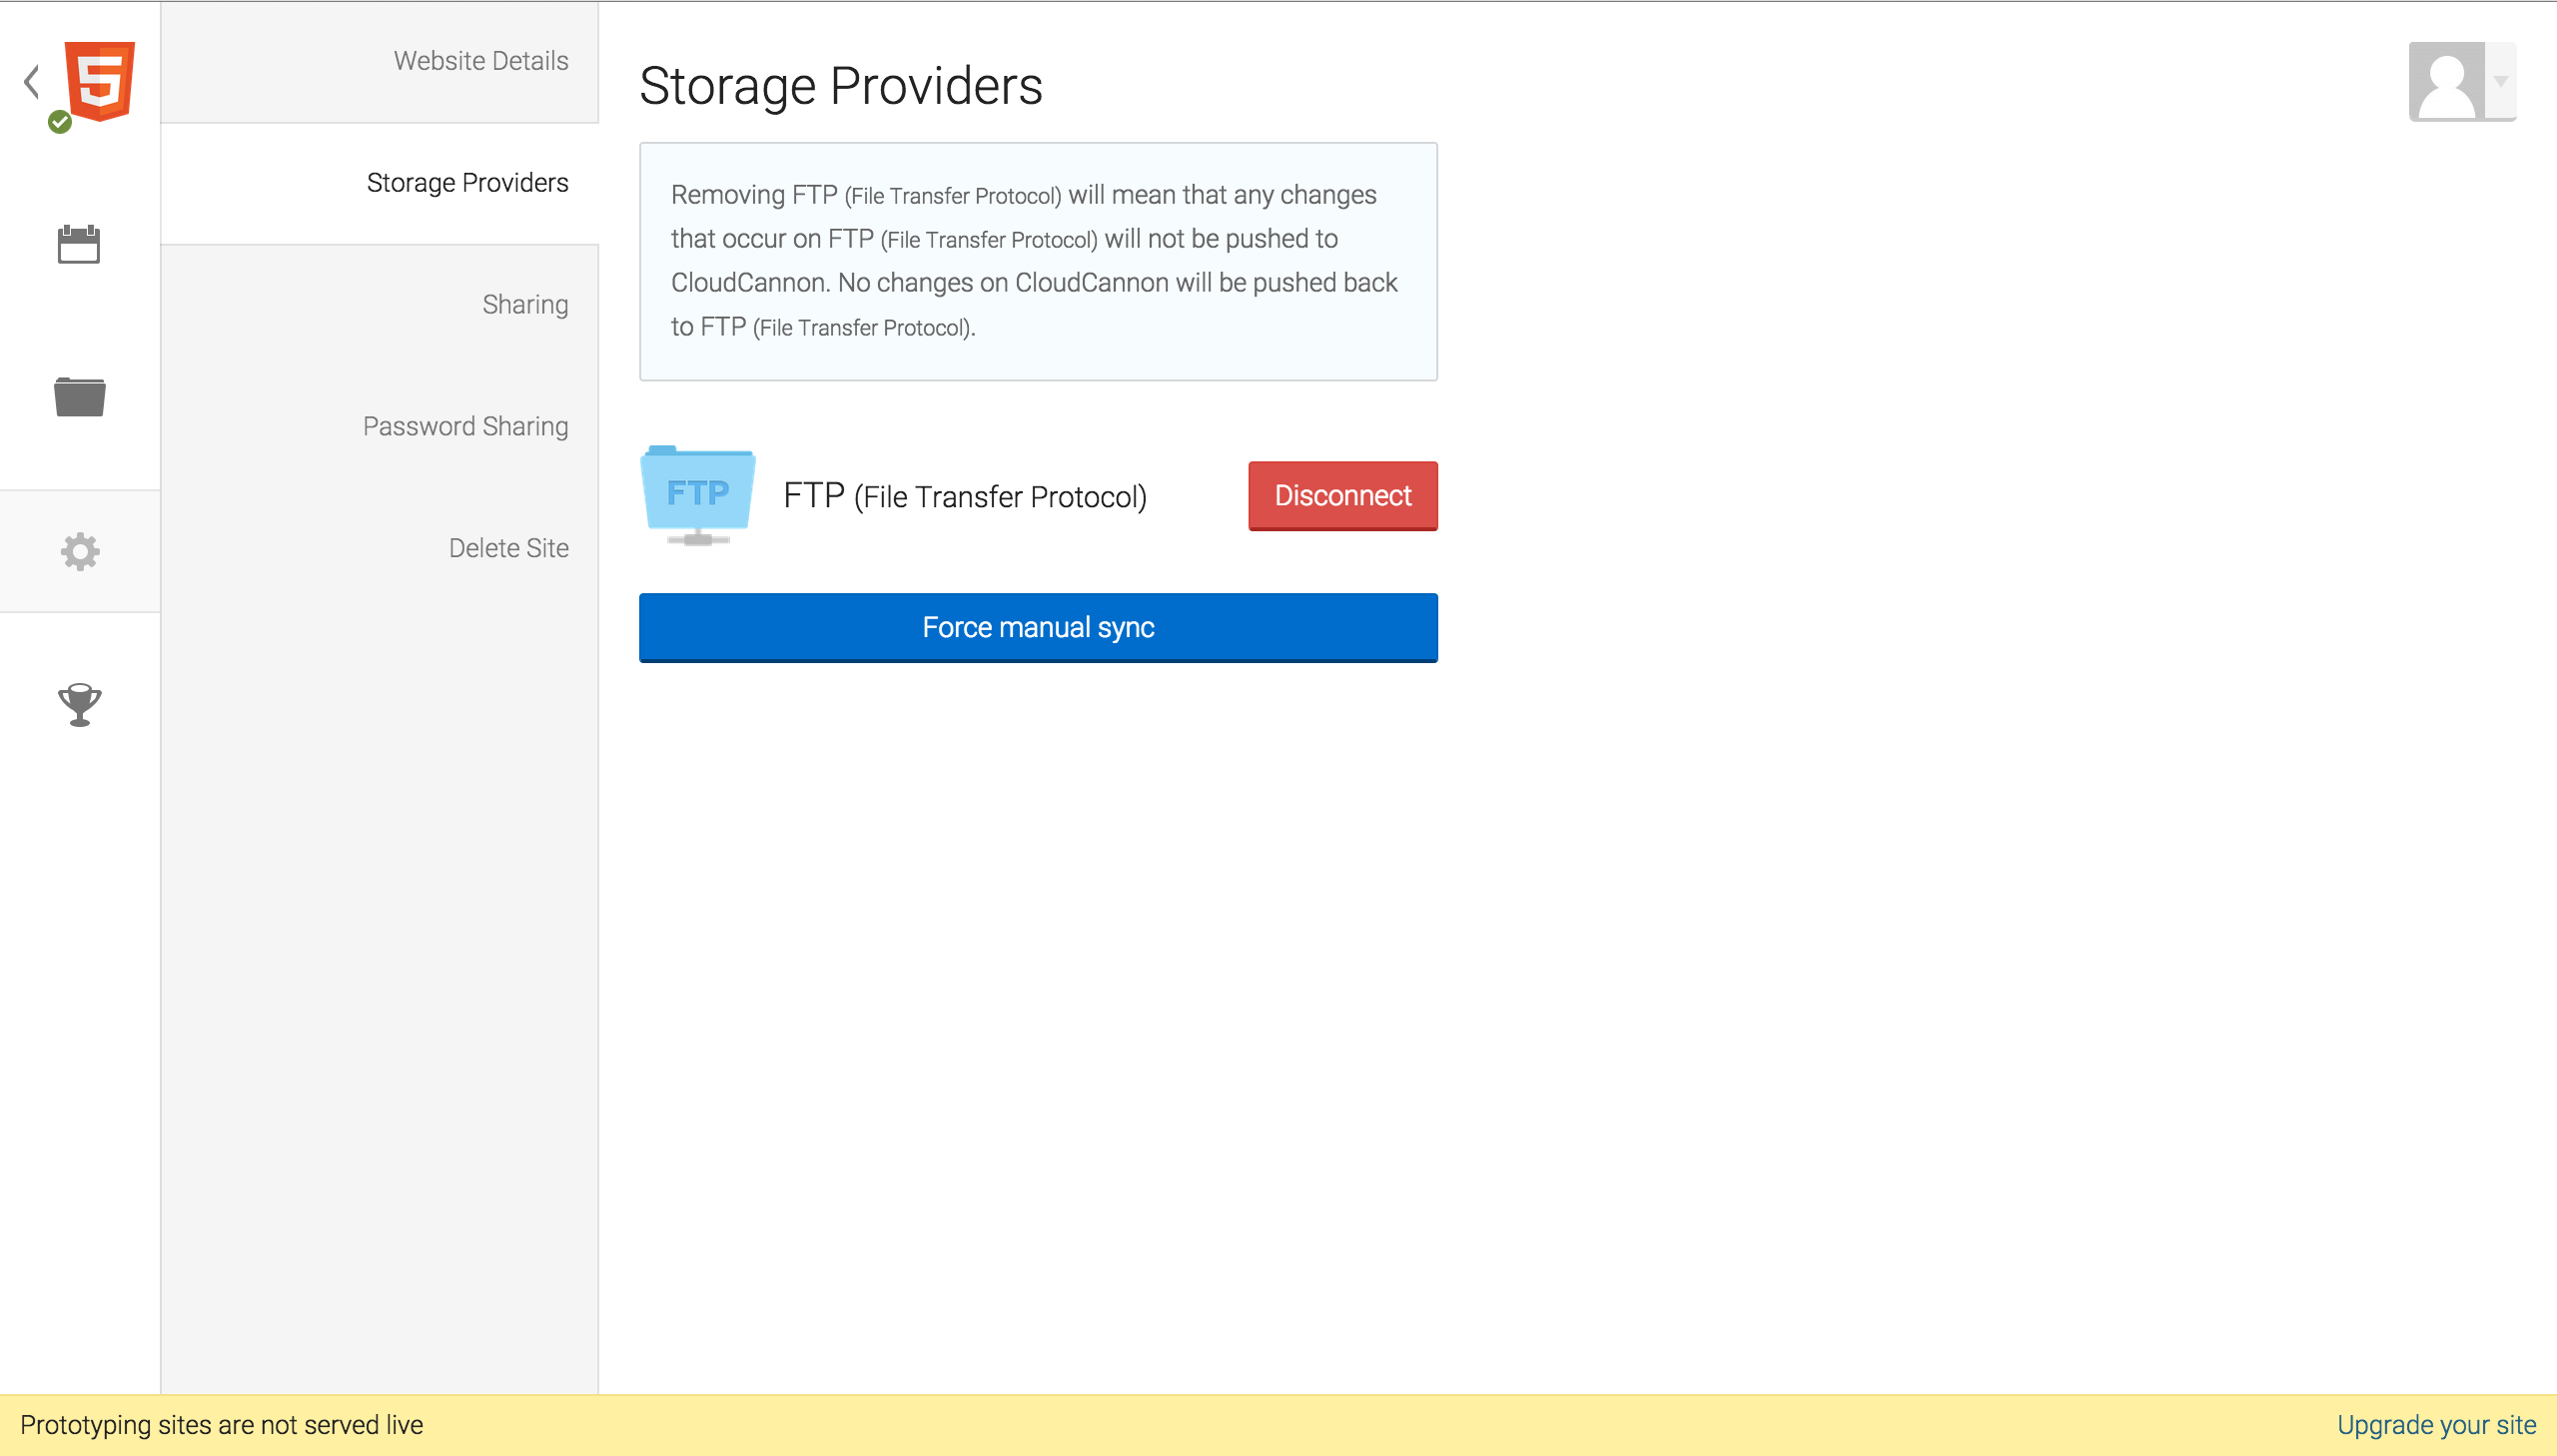 Website Details
Storage Providers
Sharing
Password Sharing
Delete Site
Storage Providers
Removing FTP (File Transfer Protocol) will mean that any changes
that occur on FTP (File Transfer Protocol) will not be pushed to
CloudCannon. No changes on CloudCannon will be pushed back
to FTP (File Transfer Protocol).
FTP
FTP (File Transfer Protocol)
Disconnect
Force manual sync
Prototyping sites are not served live
Upgrade your site